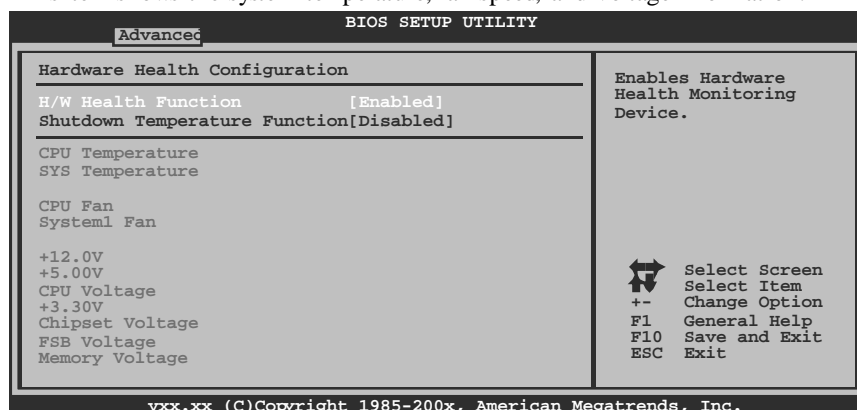 BIOS SETUP UTILITY
Advanced
Hardware Health Configuration
H/W Health Function [Enabled]
Shutdown Temperature Function[Disabled]
CPU Temperature
SYS Temperature
CPU Fan
System1 Fan
+12.0V
+5.00V
CPU Voltage
+3.30V
Chipset Voltage
FSB Voltage
Memory Voltage
Enables Hardware
Health Monitoring
Device.
Select Screen
Select Item
+- Change Option
F1 General Help
F10 Save and Exit
ESC Exit
vxx.xx (C)Copyright 1985-200x, American Megatrends, Inc.